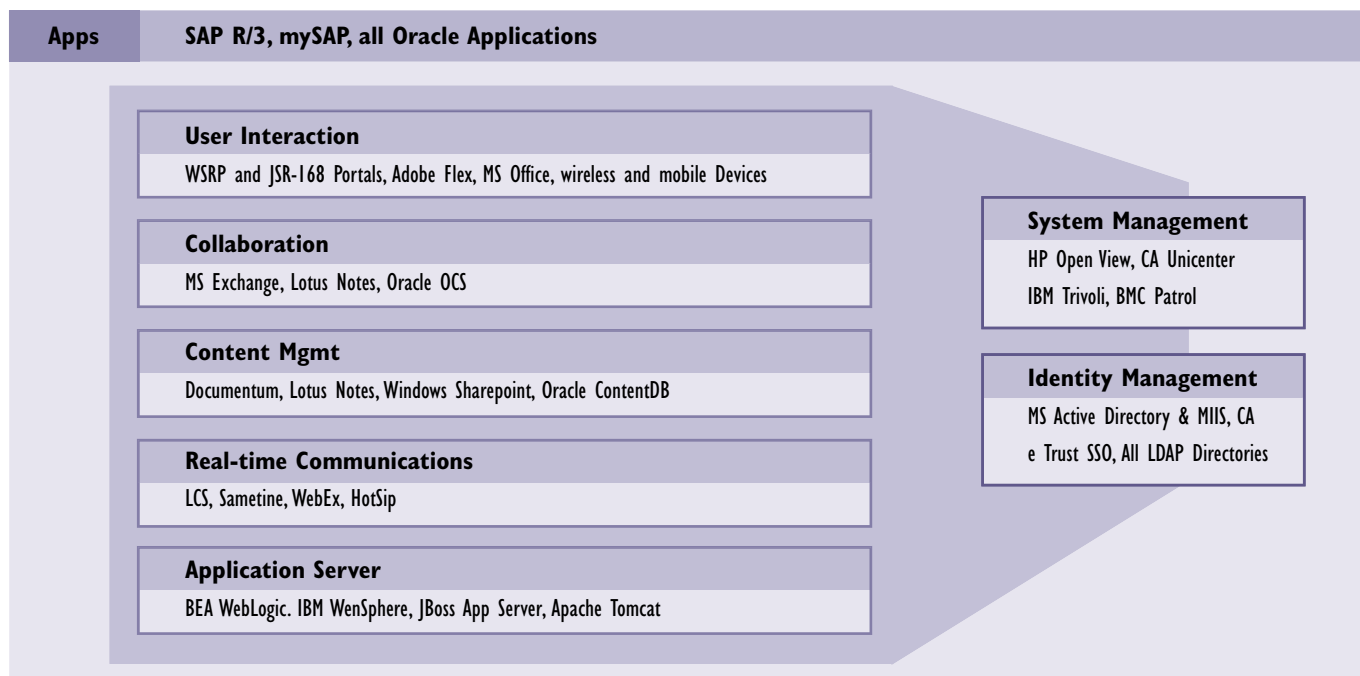 Apps SAP R/3, mySAP, all Oracle Applications
User Interaction
WSRP and JSR-168 Portals, Adobe Flex, MS Office, wireless and mobile Devices
Collaboration
MS Exchange, Lotus Notes, Oracle OCS
Content Mgmt
Documentum, Lotus Notes, Windows Sharepoint, Oracle ContentDB
Real-time Communications
LCS, Sametine, WebEx, HotSip
Application Server
BEA WebLogic. IBM WenSphere, JBoss App Server, Apache Tomcat
System Management
HP Open View, CA Unicenter
IBM Trivoli, BMC Patrol
Identity Management
MS Active Directory & MIIS, CA
e Trust SSO, All LDAP Directories